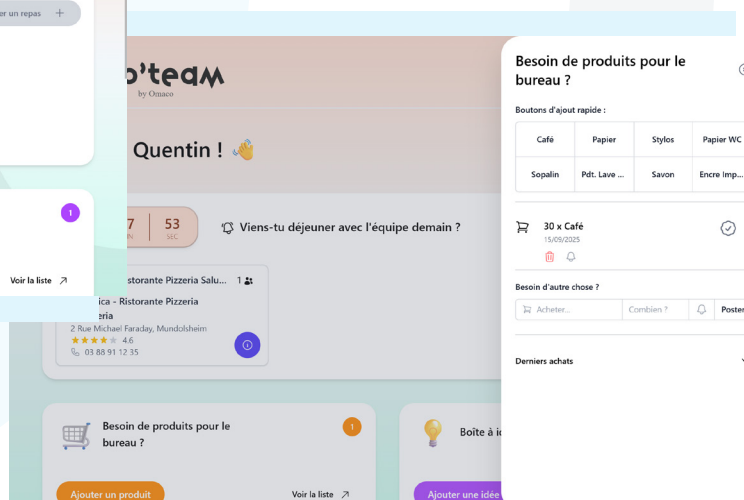 er un repas +
1
Voir la liste
o'team
by Omaco
Quentin ! 👋
7 53
IN SEC
Viens-tu déjeuner avec l'équipe demain ?
storante Pizzeria Salu... 1
ica - Ristorante Pizzeria
eria
2 Rue Michael Faraday, Mundolsheim
4.6
03 88 91 12 35
Besoin de produits pour le
bureau ?
1
Ajouter un produit
Voir la liste
Boîte à i
Ajouter une idée
Besoin de produits pour le
bureau ?
Boutons d'ajout rapide :
Café Papier Stylos Papier WC
Sopalin Pdt. Lave ... Savon Encre Imp...
30 x Café
15/09/2025
Besoin d'autre chose ?
Acheter... Combien ? Poster
Derniers achats